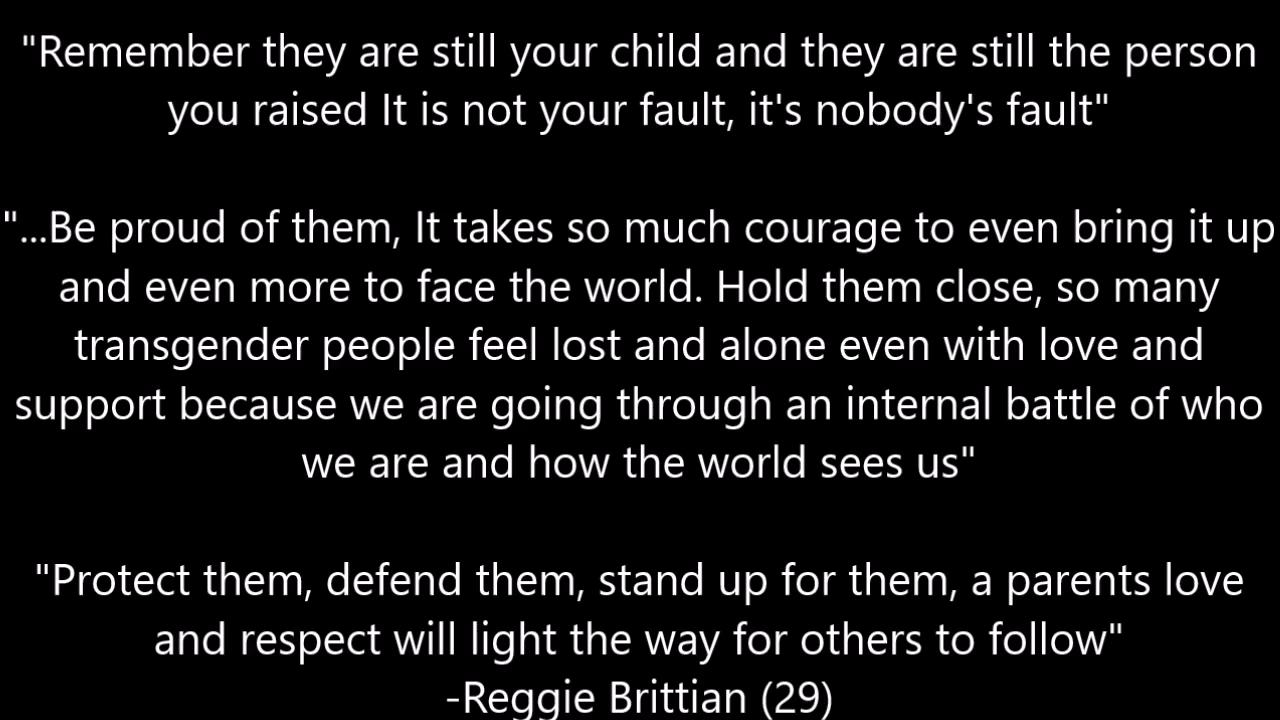 "Remember they are still your child and they are still the person
you raised It is not your fault, it's nobody's fault"
"...Be proud of them, It takes so much courage to even bring it up
and even more to face the world. Hold them close, so many
transgender people feel lost and alone even with love and
support because we are going through an internal battle of who
we are and how the world sees us"
"Protect them, defend them, stand up for them, a parents love
and respect will light the way for others to follow"
-Reggie Brittian (29)